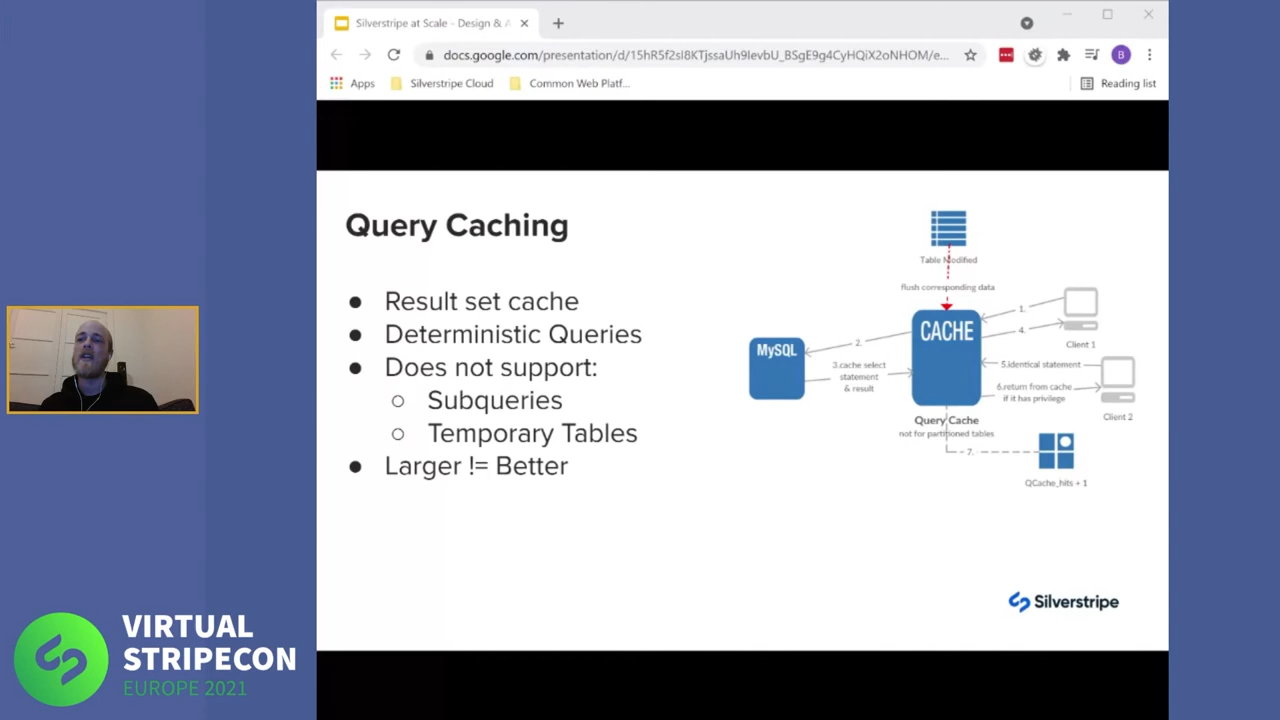 Silverstripe at Scale - Design & A
docs.google.com/presentation/d/15hR5f2sI8KTjssaUh9levbU_BSgE9g4CyHQiX2oNHOM/e...
B
Apps
Silverstripe Cloud
Common Web Platf...
Reading list
Query Caching
Result set cache
Deterministic Queries
Does not support:
Subqueries
Temporary Tables
Larger != Better
Table Modified
flush corresponding data
CACHE
MySQL
1.
4.
Client 1
2.
3.cache select
statement
& result
5.identical statement
6.return from cache
if it has privilege
Client 2
Query Cache
not for partitioned tables
7.
QCache_hits + 1
Silverstripe
VIRTUAL
STRIPECON
EUROPE 2021